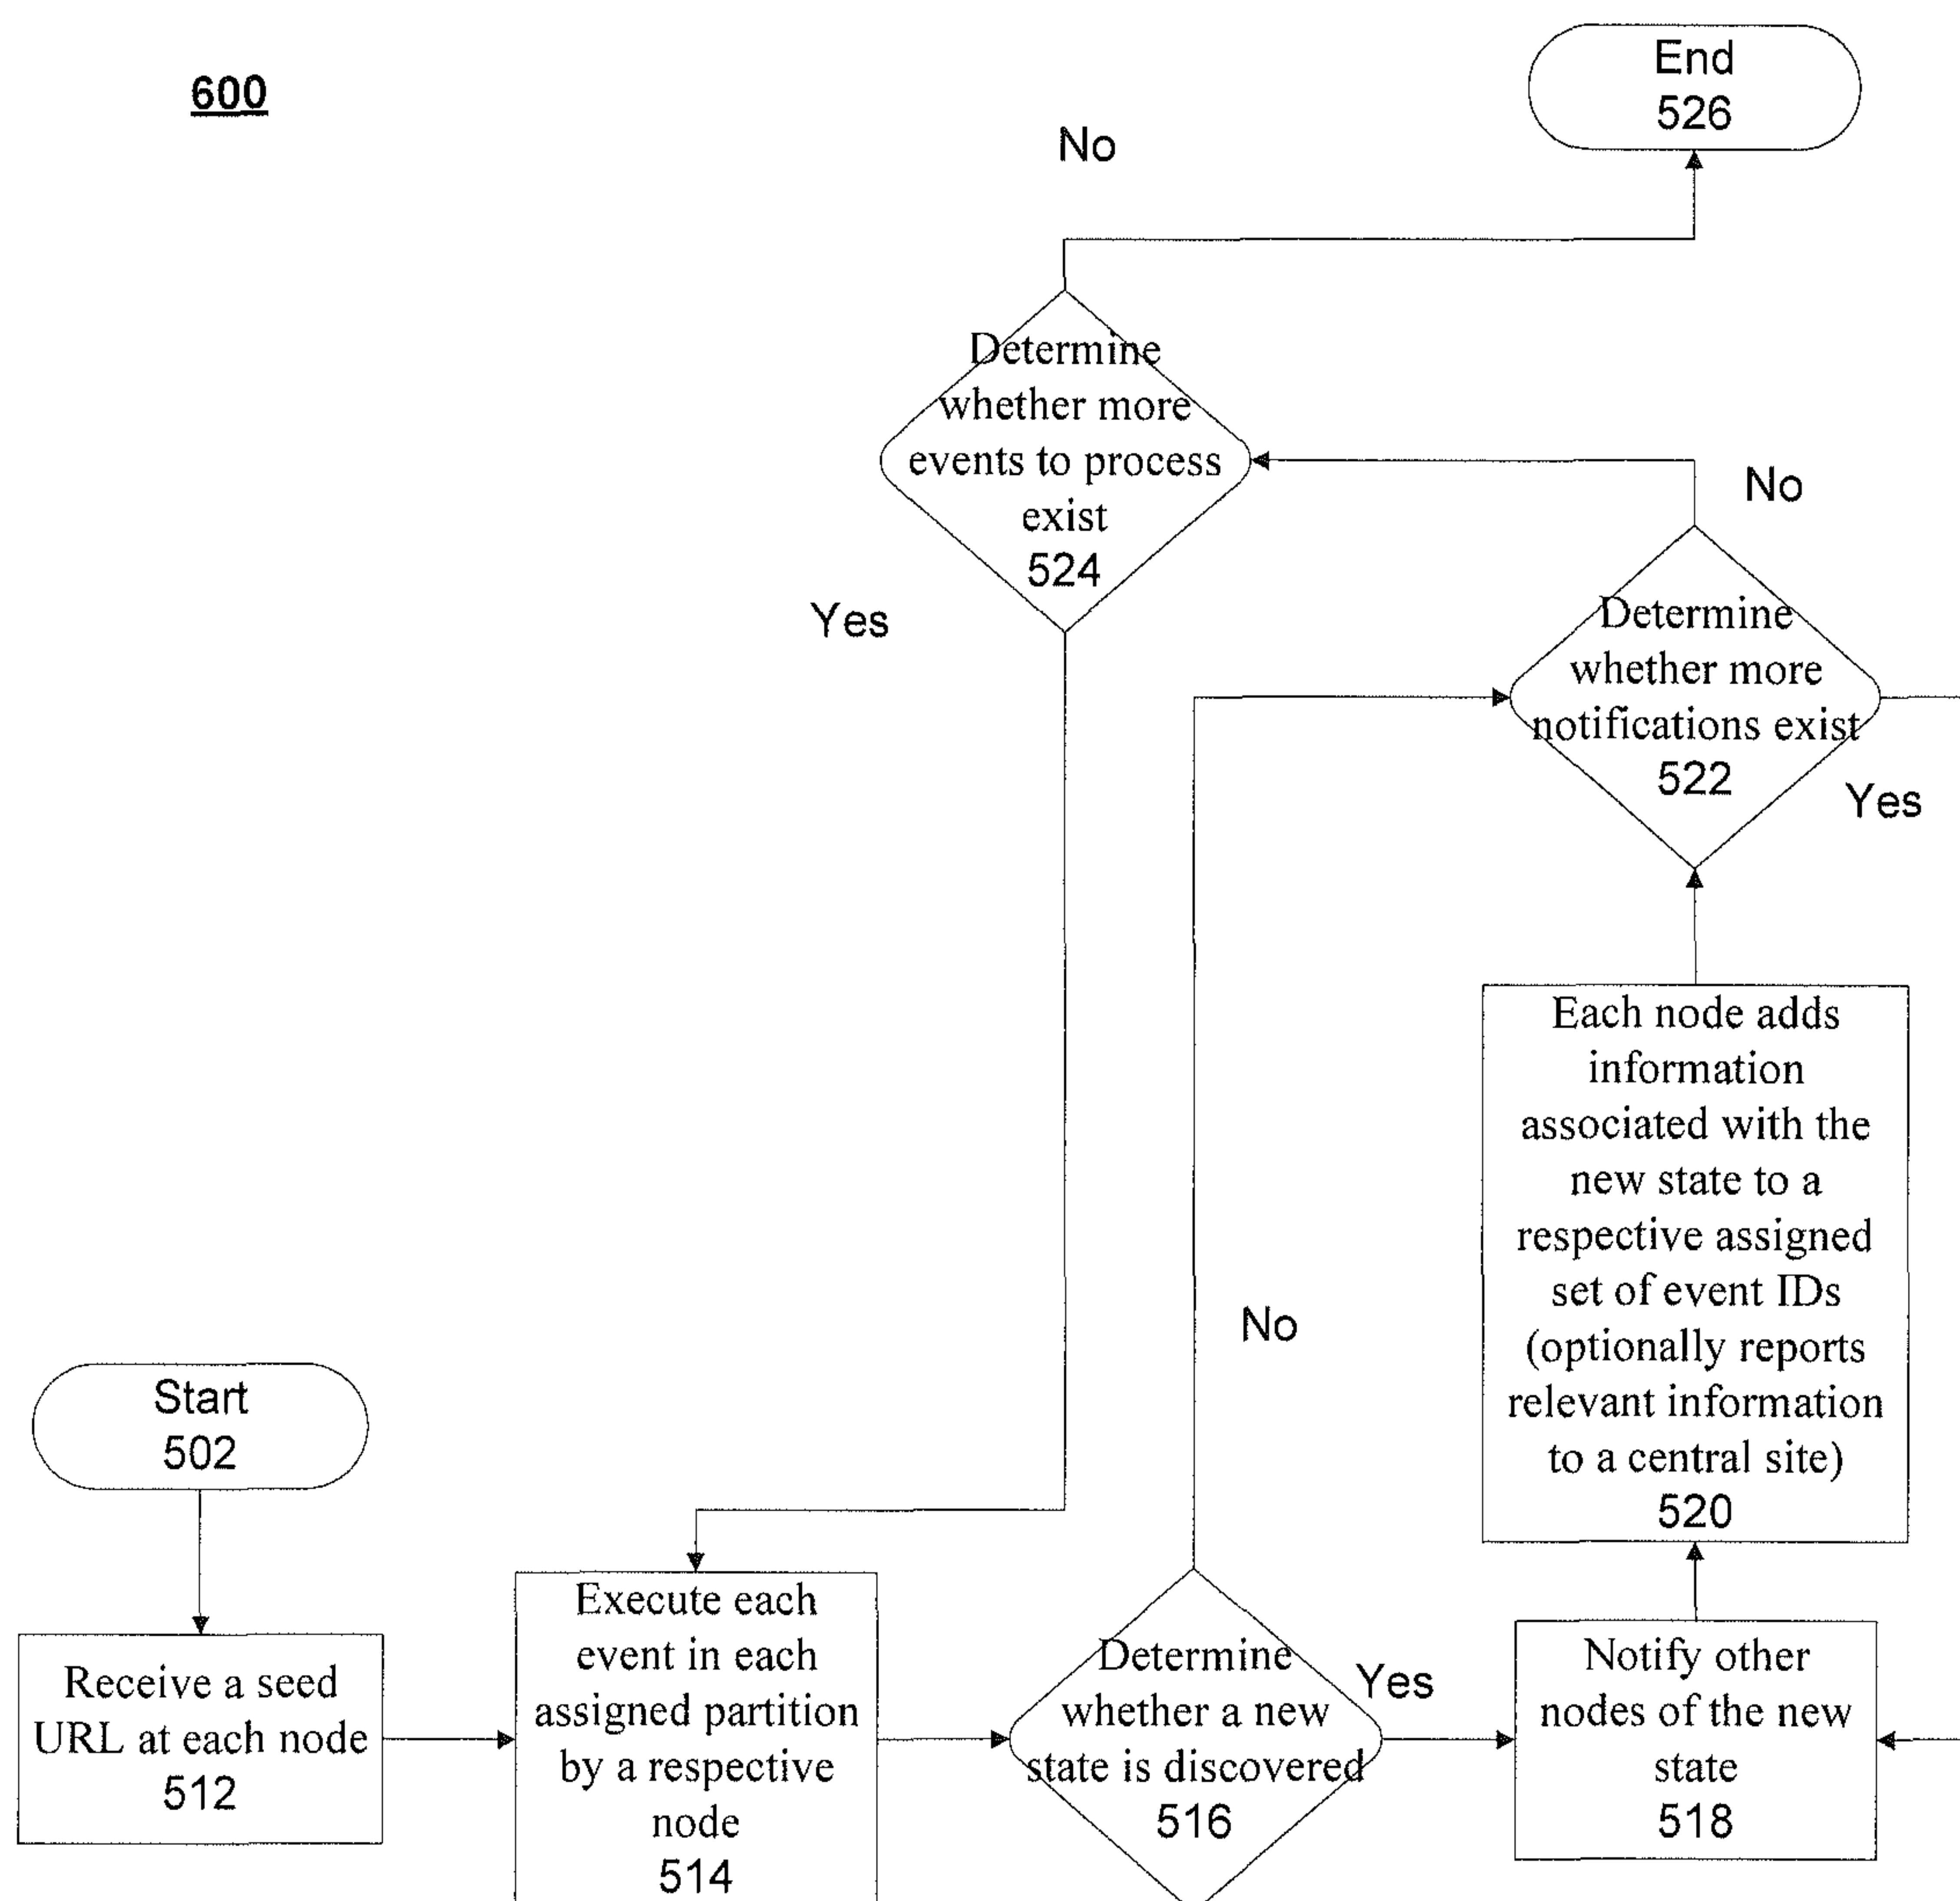 600
End
526
No
Determine
whether more
events to process
exist
524
No
Yes
Determine
whether more
notifications exist
522
Yes
Each node adds
information
associated with the
new state to a
respective assigned
set of event IDs
(optionally reports
relevant information
to a central site)
520
No
Start
502
Receive a seed
URL at each node
512
Execute each
event in each
assigned partition
by a respective
node
514
Determine
whether a new
state is discovered
516
Yes
Notify other
nodes of the new
state
518